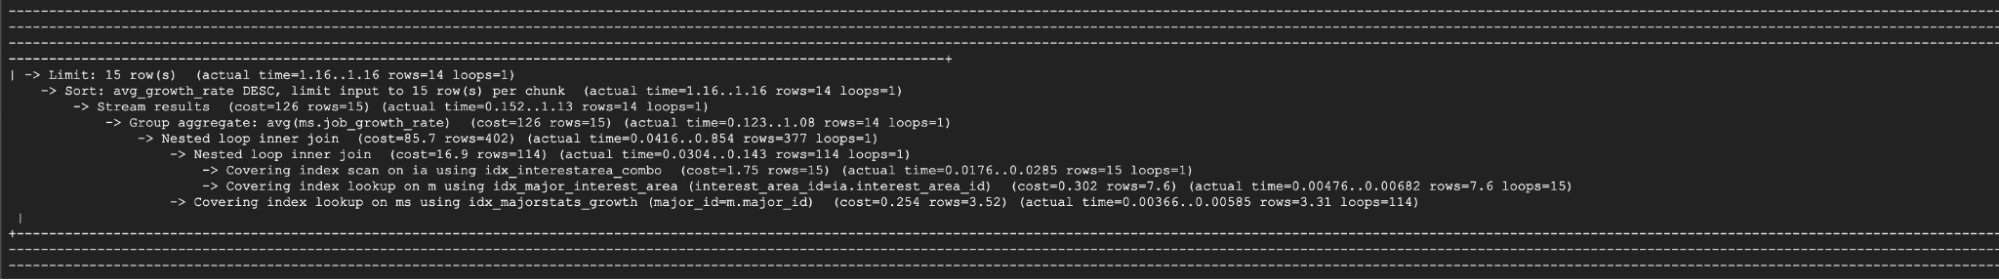 | -> Limit: 15 row(s)  (actual time=1.16..1.16 rows=14 loops=1)
-> Sort: avg_growth_rate DESC, limit input to 15 row(s) per chunk  (actual time=1.16..1.16 rows=14 loops=1)
-> Stream results  (cost=126 rows=15) (actual time=0.152..1.13 rows=14 loops=1)
-> Group aggregate: avg(ms.job_growth_rate)  (cost=126 rows=15) (actual time=0.123..1.08 rows=14 loops=1)
-> Nested loop inner join  (cost=85.7 rows=402) (actual time=0.0416..0.854 rows=377 loops=1)
-> Nested loop inner join  (cost=16.9 rows=114) (actual time=0.0304..0.143 rows=114 loops=1)
-> Covering index scan on ia using idx_interestarea_combo  (cost=1.75 rows=15) (actual time=0.0176..0.0285 rows=15 loops=1)
-> Covering index lookup on m using idx_major_interest_area (interest_area_id=ia.interest_area_id)  (cost=0.302 rows=7.6) (actual time=0.00476..0.00682 rows=7.6 loops=15)
-> Covering index lookup on ms using idx_majorstats_growth (major_id=m.major_id)  (cost=0.254 rows=3.52) (actual time=0.00366..0.00585 rows=3.31 loops=114)
|